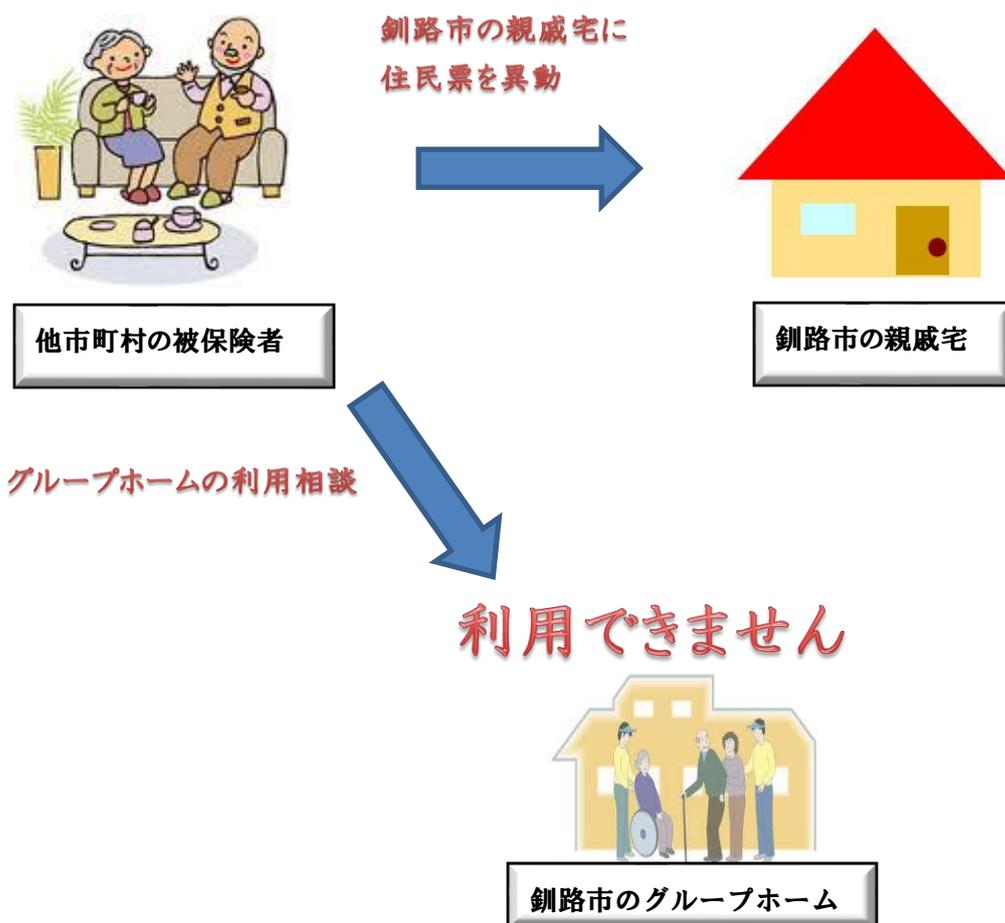 釧路市の親戚宅に
住民票を異動
他市町村の被保険者
釧路市の親戚宅
グループホームの利用相談
利用できません
釧路市のグループホーム